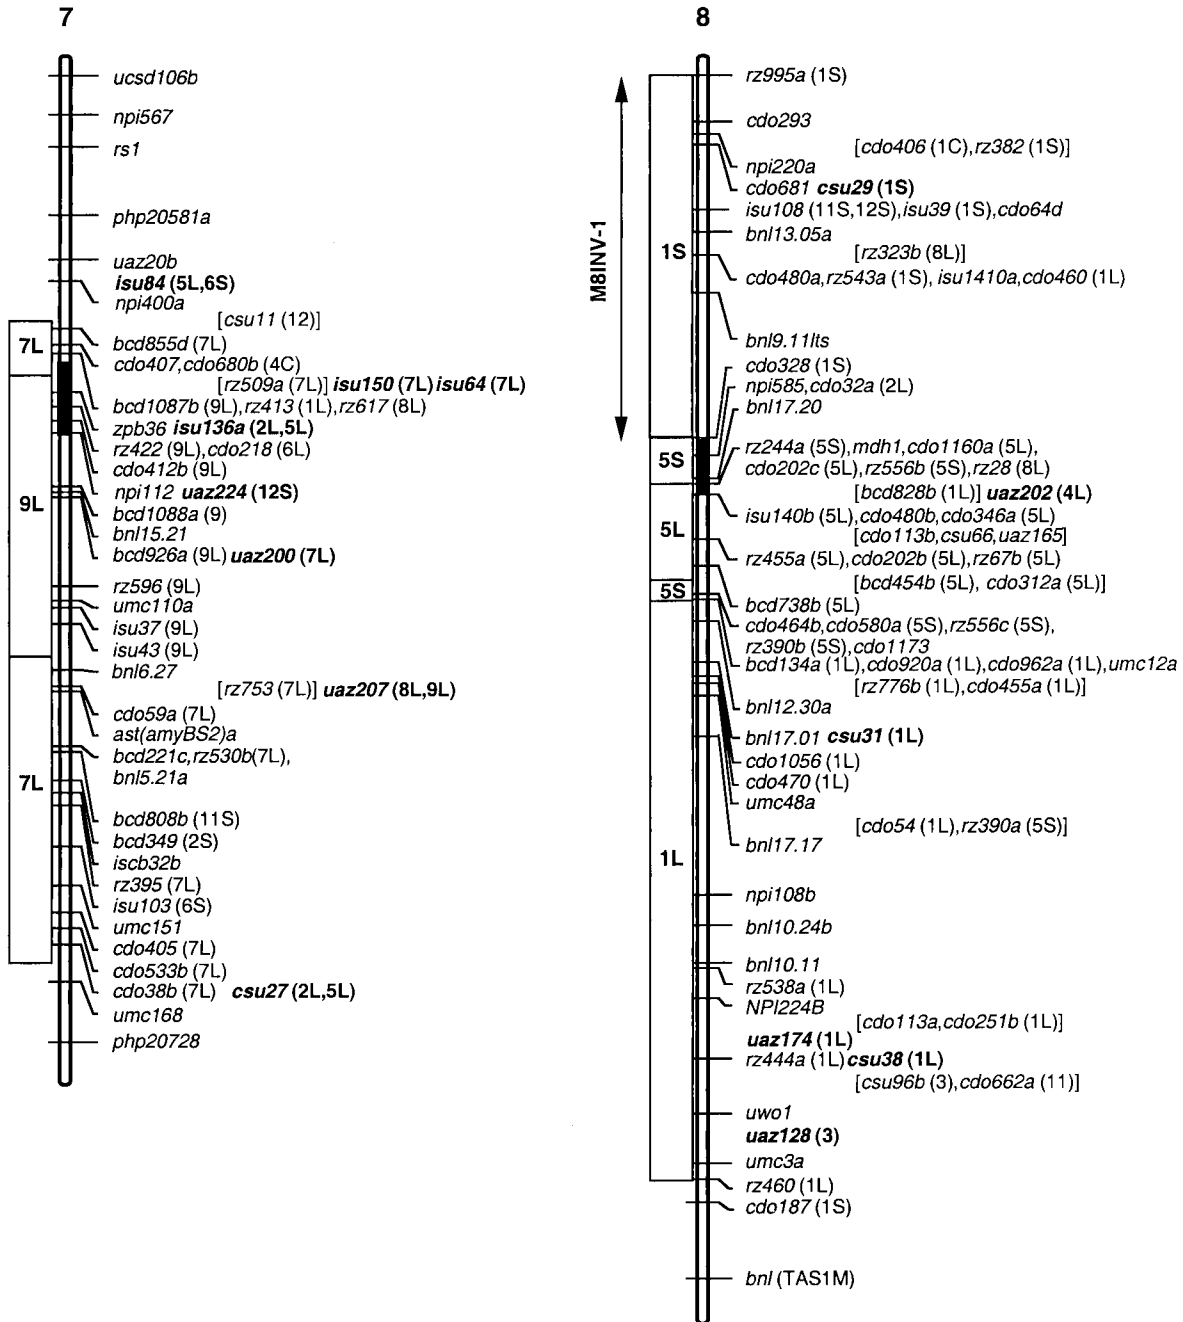 7
ucsd106b
npi567
rs1
php20581a
uaz20b
isu84 (5L,6S)
npi400a
[csu11 (12)]
7L
bcd855d (7L)
cdo407,cdo680b (4C)
[rz509a (7L)] isu150 (7L) isu64 (7L)
bcd1087b (9L),rz413 (1L),rz617 (8L)
zpb36 isu136a (2L,5L)
rz422 (9L),cdo218 (6L)
cdo412b (9L)
npi112 uaz224 (12S)
9L
bcd1088a (9)
bnl15.21
bcd926a (9L) uaz200 (7L)
rz596 (9L)
umc110a
isu37 (9L)
isu43 (9L)
bnl6.27
[rz753 (7L)] uaz207 (8L,9L)
cdo59a (7L)
ast(amyBS2)a
bcd221c,rz530b(7L),
bnl5.21a
7L
bcd808b (11S)
bcd349 (2S)
iscb32b
rz395 (7L)
isu103 (6S)
umc151
cdo405 (7L)
cdo533b (7L)
cdo38b (7L) csu27 (2L,5L)
umc168
php20728
8
M8INV-1
rz995a (1S)
cdo293
[cdo406 (1C),rz382 (1S)]
npi220a
cdo681 csu29 (1S)
isu108 (11S,12S),isu39 (1S),cdo64d
bnl13.05a
1S
[rz323b (8L)]
cdo480a,rz543a (1S), isu1410a,cdo460 (1L)
bnl9.11lts
cdo328 (1S)
npi585,cdo32a (2L)
bnl17.20
5S
rz244a (5S),mdh1,cdo1160a (5L),
cdo202c (5L),rz556b (5S),rz28 (8L)
[bcd828b (1L)] uaz202 (4L)
5L
isu140b (5L),cdo480b,cdo346a (5L)
[cdo113b,csu66,uaz165]
rz455a (5L),cdo202b (5L),rz67b (5L)
[bcd454b (5L), cdo312a (5L)]
5S
bcd738b (5L)
cdo464b,cdo580a (5S),rz556c (5S),
rz390b (5S),cdo1173
bcd134a (1L),cdo920a (1L),cdo962a (1L),umc12a
[rz776b (1L),cdo455a (1L)]
bnl12.30a
bnl17.01 csu31 (1L)
cdo1056 (1L)
cdo470 (1L)
umc48a
[cdo54 (1L),rz390a (5S)]
bnl17.17
1L
npi108b
bnl10.24b
bnl10.11
rz538a (1L)
NPI224B
[cdo113a,cdo251b (1L)]
uaz174 (1L)
rz444a (1L) csu38 (1L)
[csu96b (3),cdo662a (11)]
uwo1
uaz128 (3)
umc3a
rz460 (1L)
cdo187 (1S)
bnl (TAS1M)